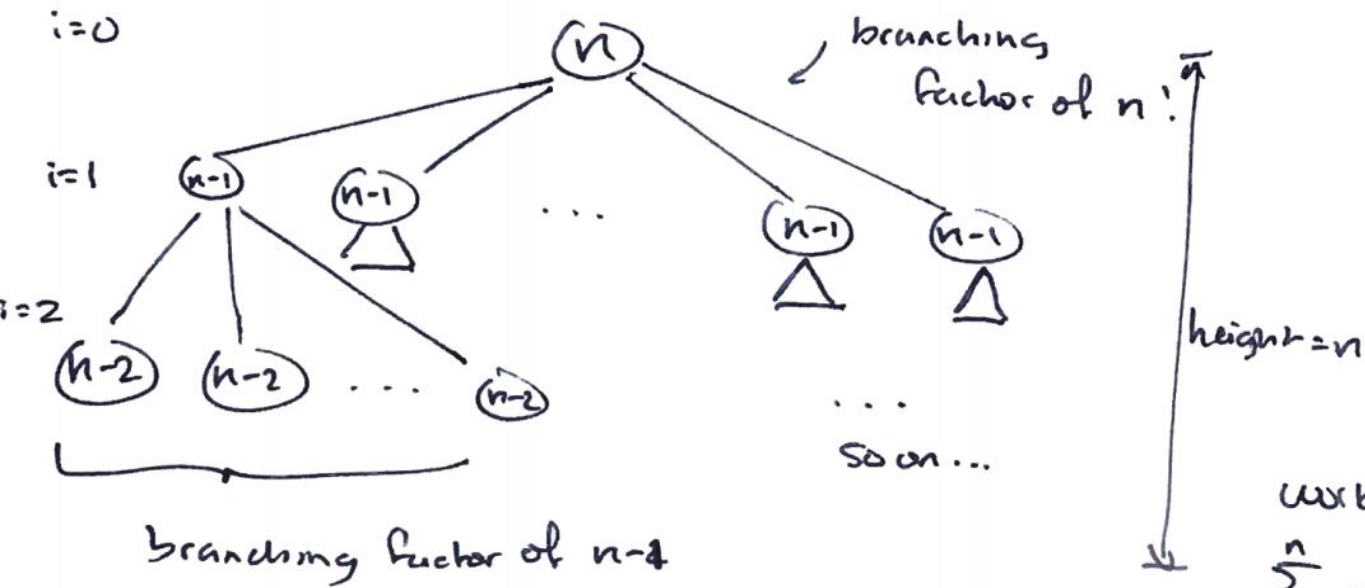 i=0
n
branching
factor of n!
i=1
n-1
n-1
...
n-1
n-1
i=2
n-2
n-2
...
n-2
height=n
...
so on...
work
n
branching factor of n-1